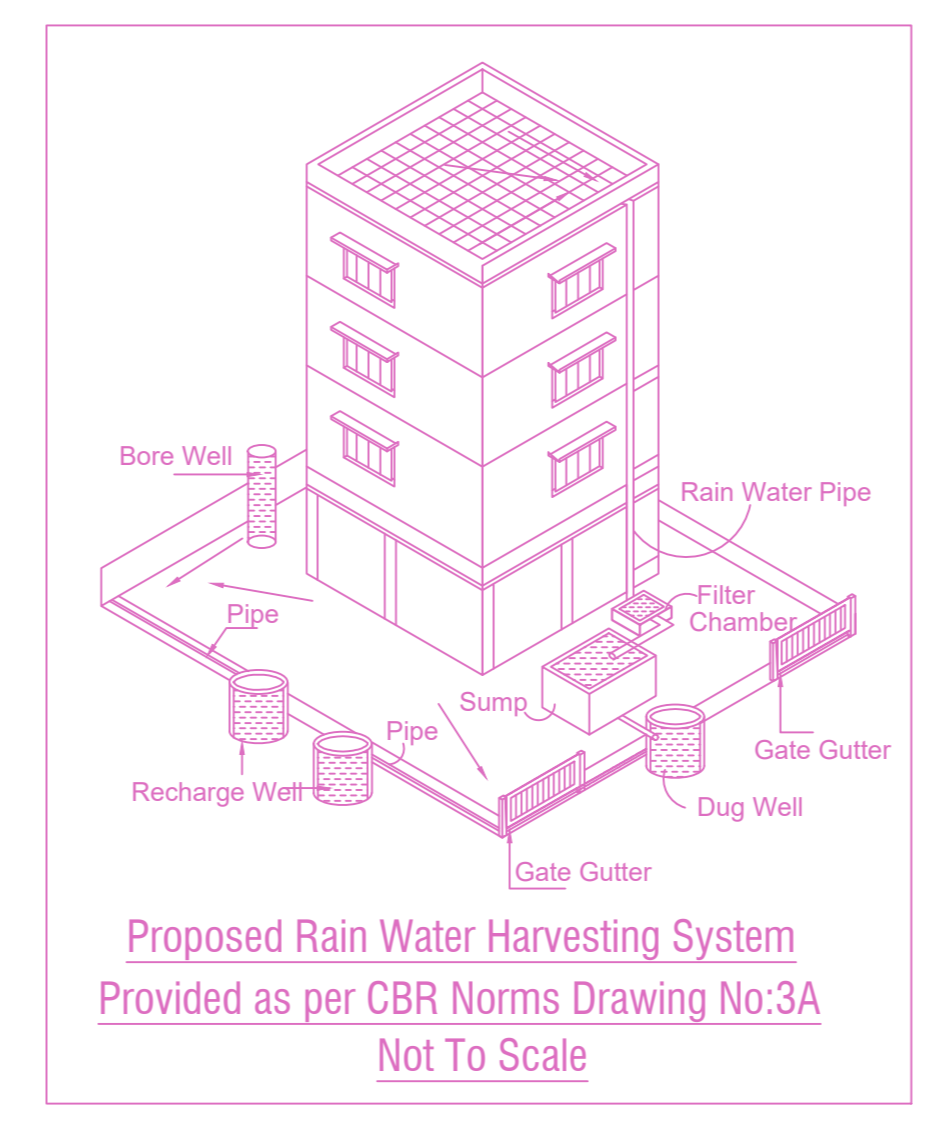 Bore Well
Rain Water Pipe
Filter
Chamber
Pipe
Sump
Pipe
Gate Gutter
Recharge Well
Dug Well
Gate Gutter
Proposed Rain Water Harvesting System
Provided as per CBR Norms Drawing No:3A
Not To Scale